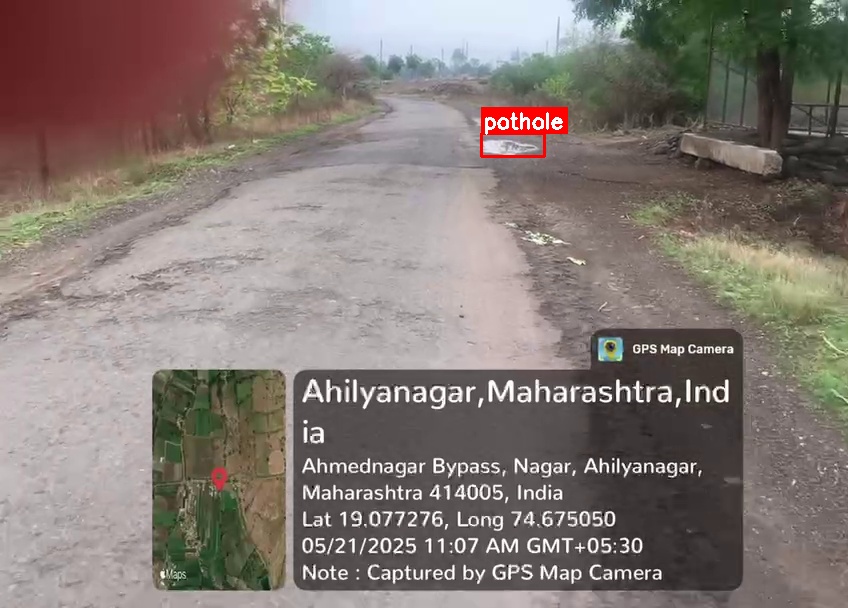 pothole
GPS Map Camera
Ahilyanagar,Maharashtra,Ind
ia
Ahmednagar Bypass, Nagar, Ahilyanagar,
Maharashtra 414005, India
Lat 19.077276, Long 74.675050
05/21/2025 11:07 AM GMT+05:30
Note : Captured by GPS Map Camera
Maps